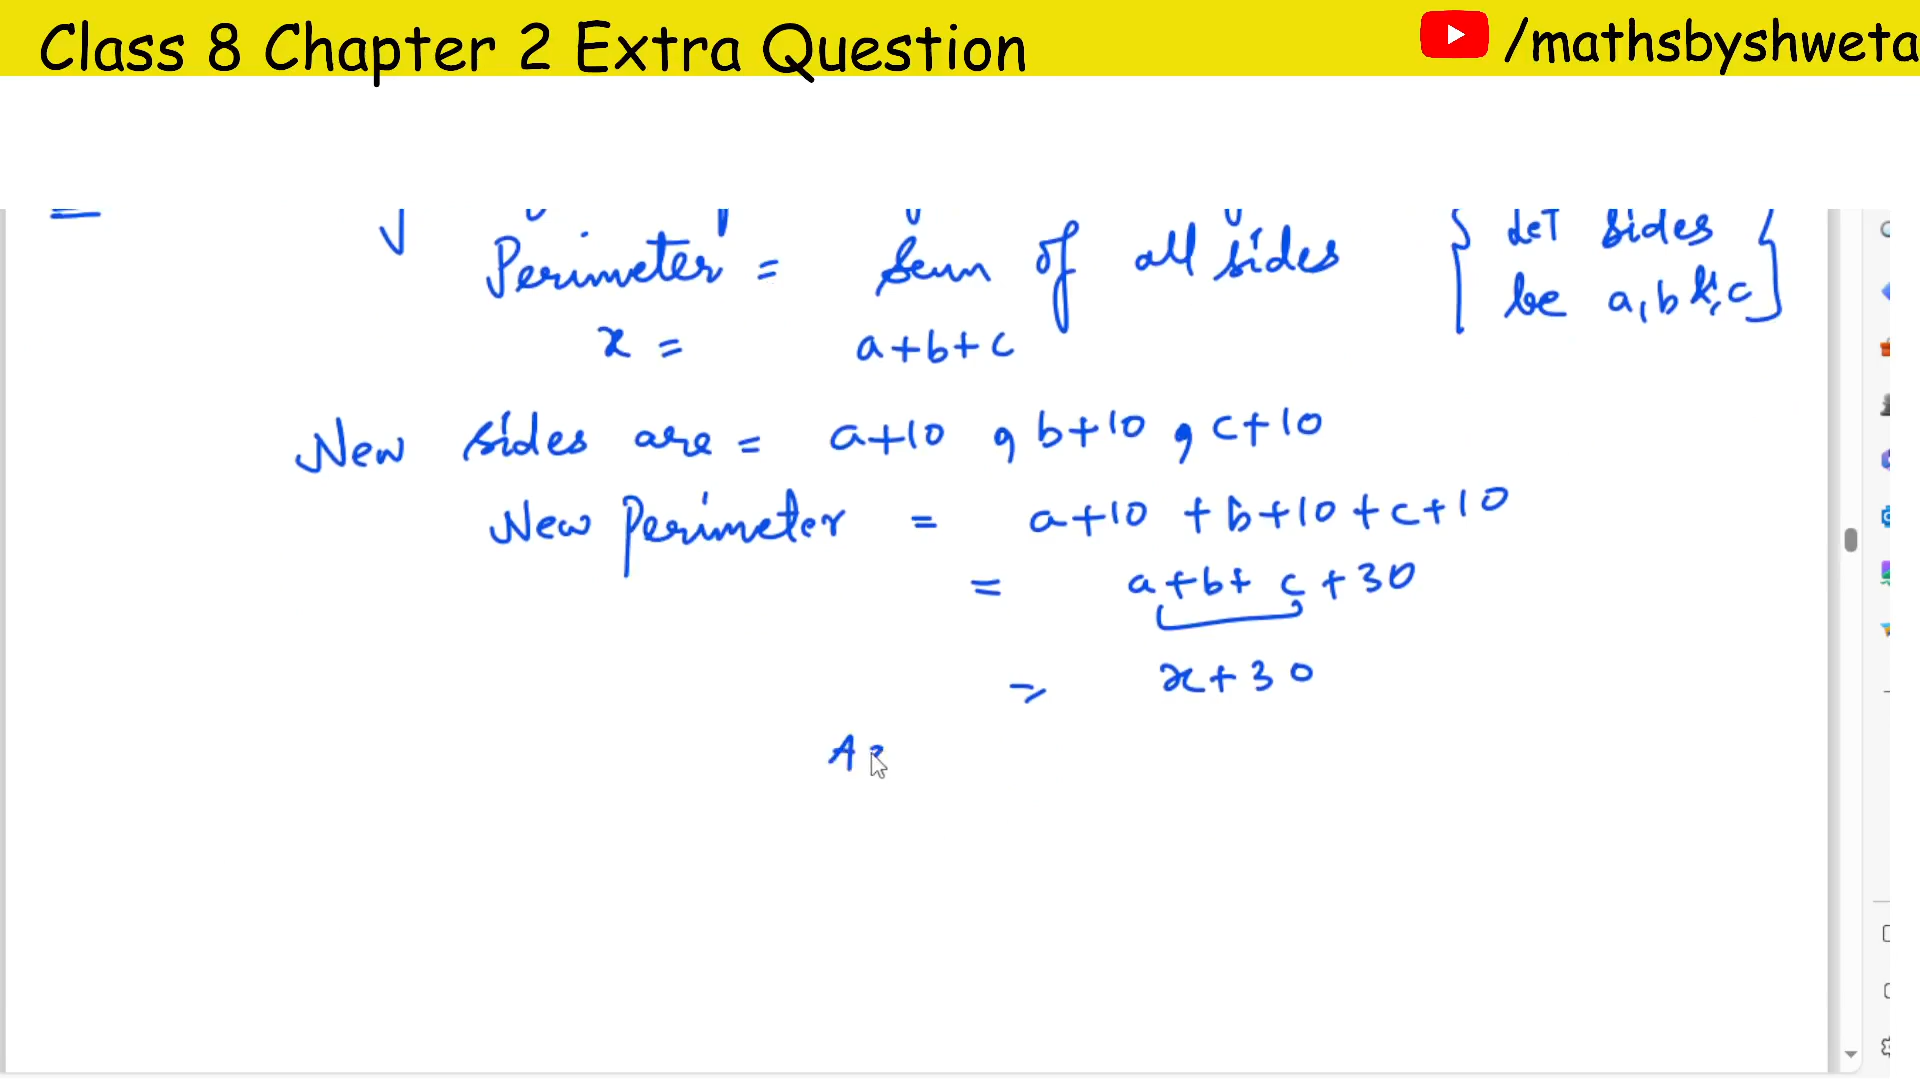 Class 8 Chapter 2 Extra Question
/mathsbyshweta
Perimeter = Sum of all sides
Let sides
be a, b &, c
x = a+b+c
New sides are = a+10 , b+10 , c+10
New Perimeter = a+10 + b+10 + c+10
= a+b+ c + 30
= x+30